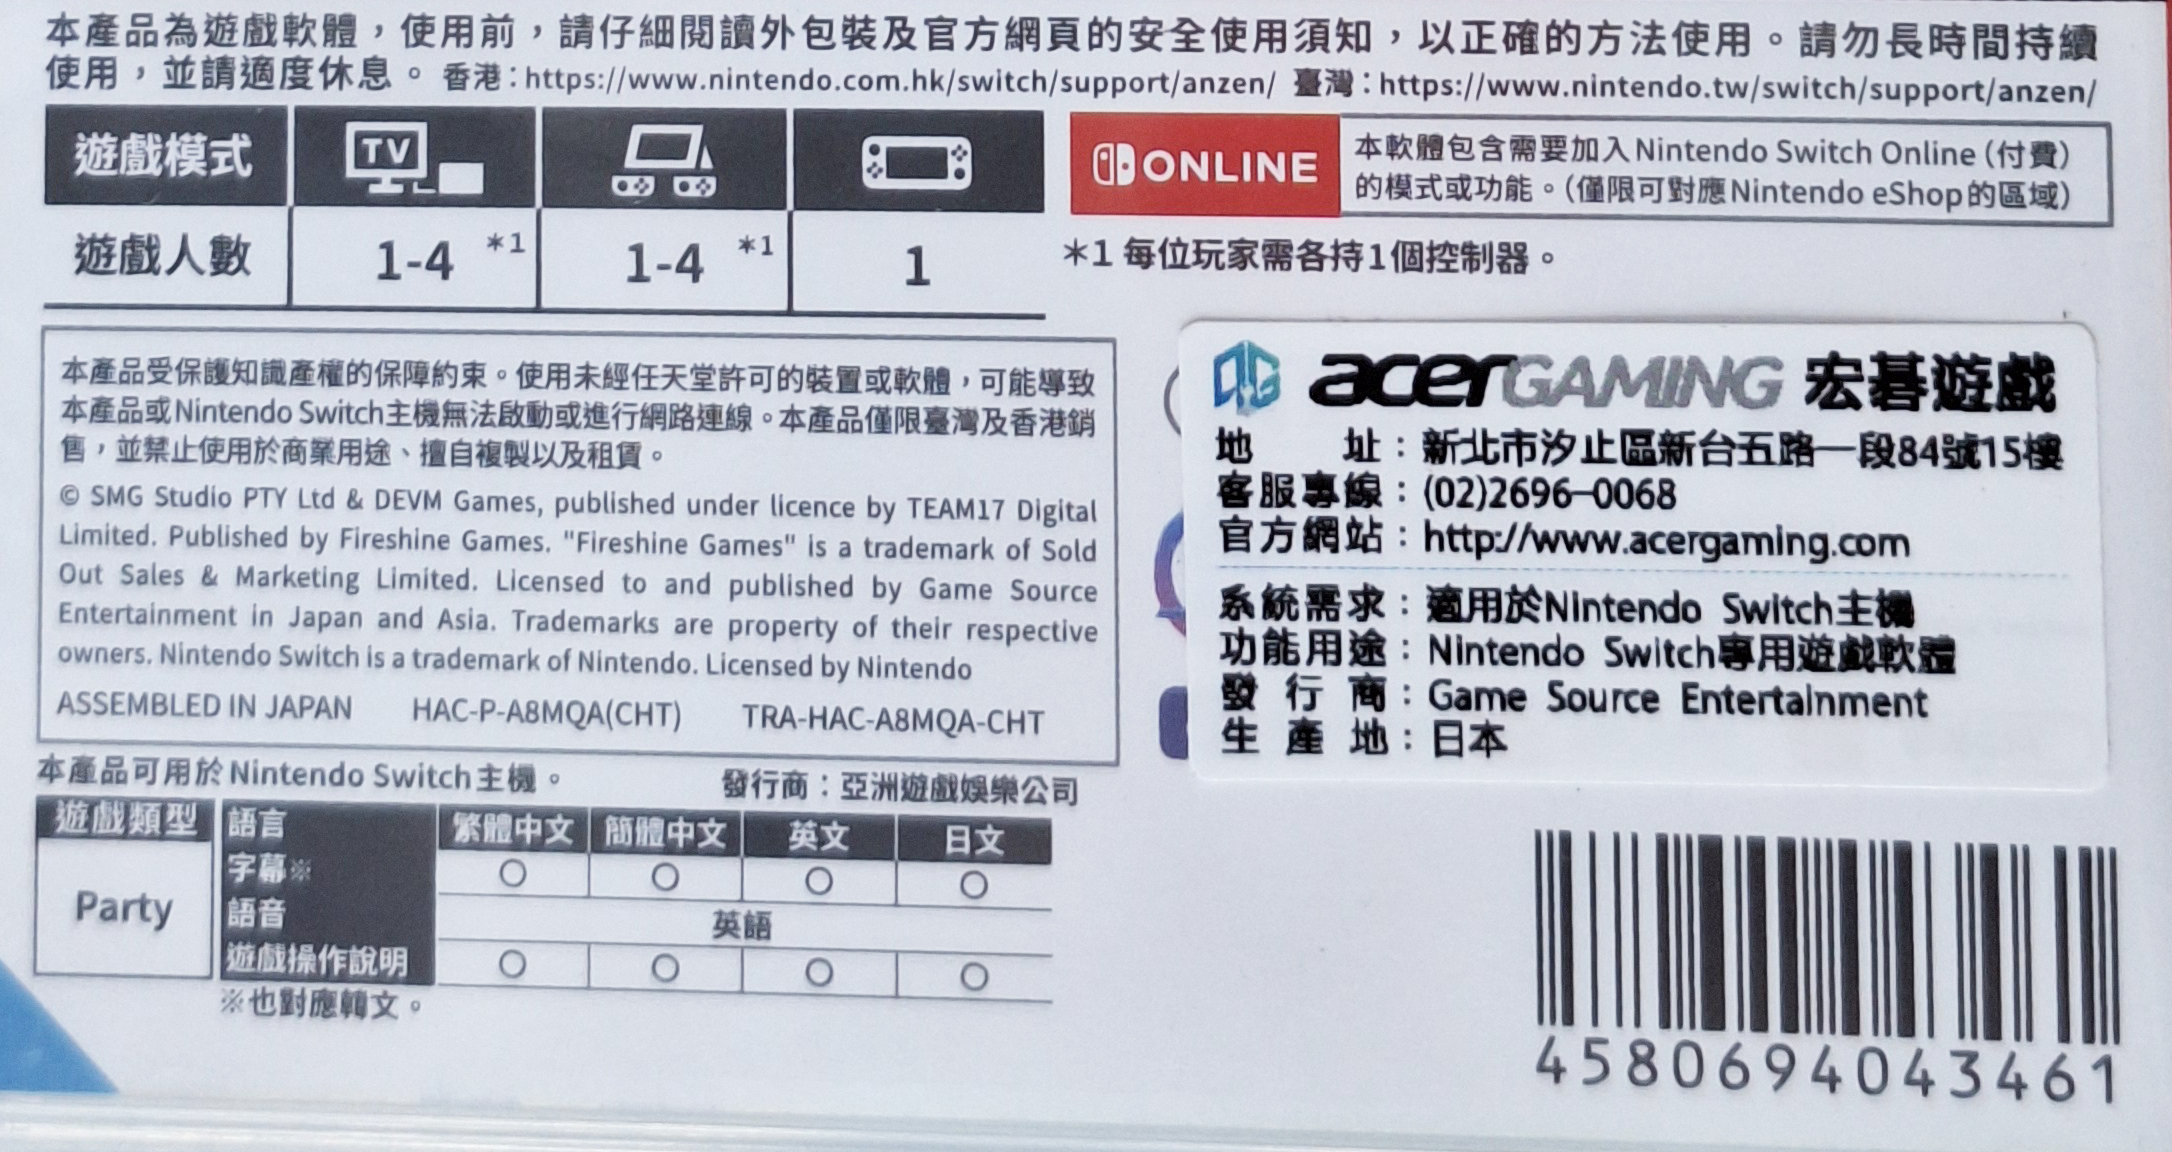 本產品為遊戲軟體，使用前，請仔細閱讀外包裝及官方網頁的安全使用須知，以正確的方法使用。請勿長時間持續
使用，並請適度休息。 香港：https://www.nintendo.com.hk/switch/support/anzen/ 臺灣：https://www.nintendo.tw/switch/support/anzen/
遊戲模式 TV
遊戲人數 1-4 *1 1-4 *1 1
ONLINE
本軟體包含需要加入Nintendo Switch Online（付費）
的模式或功能。（僅限可對應Nintendo eShop的區域）
*1 每位玩家需各持1個控制器。
本產品受保護知識產權的保障約束。使用未經任天堂許可的裝置或軟體，可能導致
本產品或Nintendo Switch主機無法啟動或進行網路連線。本產品僅限臺灣及香港銷
售，並禁止使用於商業用途、擅自複製以及租賃。
© SMG Studio PTY Ltd & DEVM Games, published under licence by TEAM17 Digital
Limited. Published by Fireshine Games. "Fireshine Games" is a trademark of Sold
Out Sales & Marketing Limited. Licensed to and published by Game Source
Entertainment in Japan and Asia. Trademarks are property of their respective
owners. Nintendo Switch is a trademark of Nintendo. Licensed by Nintendo
ASSEMBLED IN JAPAN HAC-P-A8MQA(CHT) TRA-HAC-A8MQA-CHT
acerGAMING 宏碁遊戲
地 址：新北市汐止區新台五路一段84號15樓
客服專線：(02)2696-0068
官方網站：http://www.acergaming.com
系統需求：適用於Nintendo Switch主機
功能用途：Nintendo Switch專用遊戲軟體
發 行 商：Game Source Entertainment
生 產 地：日本
本產品可用於Nintendo Switch主機。 發行商：亞洲遊戲娛樂公司
遊戲類型
Party
語言 繁體中文 簡體中文 英文 日文
字幕※ ○ ○ ○ ○
語音 英語
遊戲操作說明 ○ ○ ○ ○
※也對應韓文。
4580694043461